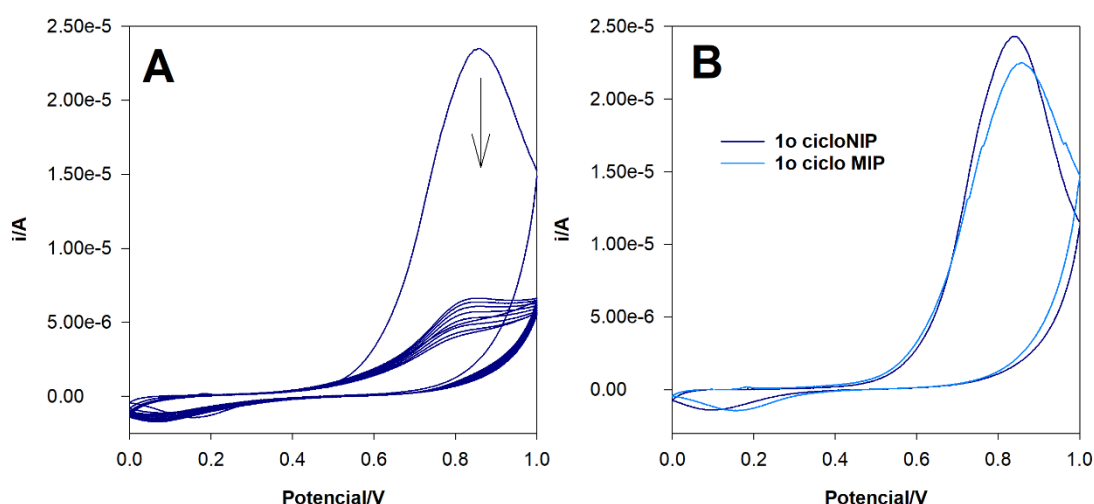 A
i/A
2.50e-5
2.00e-5
1.50e-5
1.00e-5
5.00e-6
0.00
0.0 0.2 0.4 0.6 0.8 1.0
Potencial/V
B
i/A
2.50e-5
2.00e-5
1.50e-5
1.00e-5
5.00e-6
0.00
1o cicloNIP
1o ciclo MIP
0.0 0.2 0.4 0.6 0.8 1.0
Potencial/V